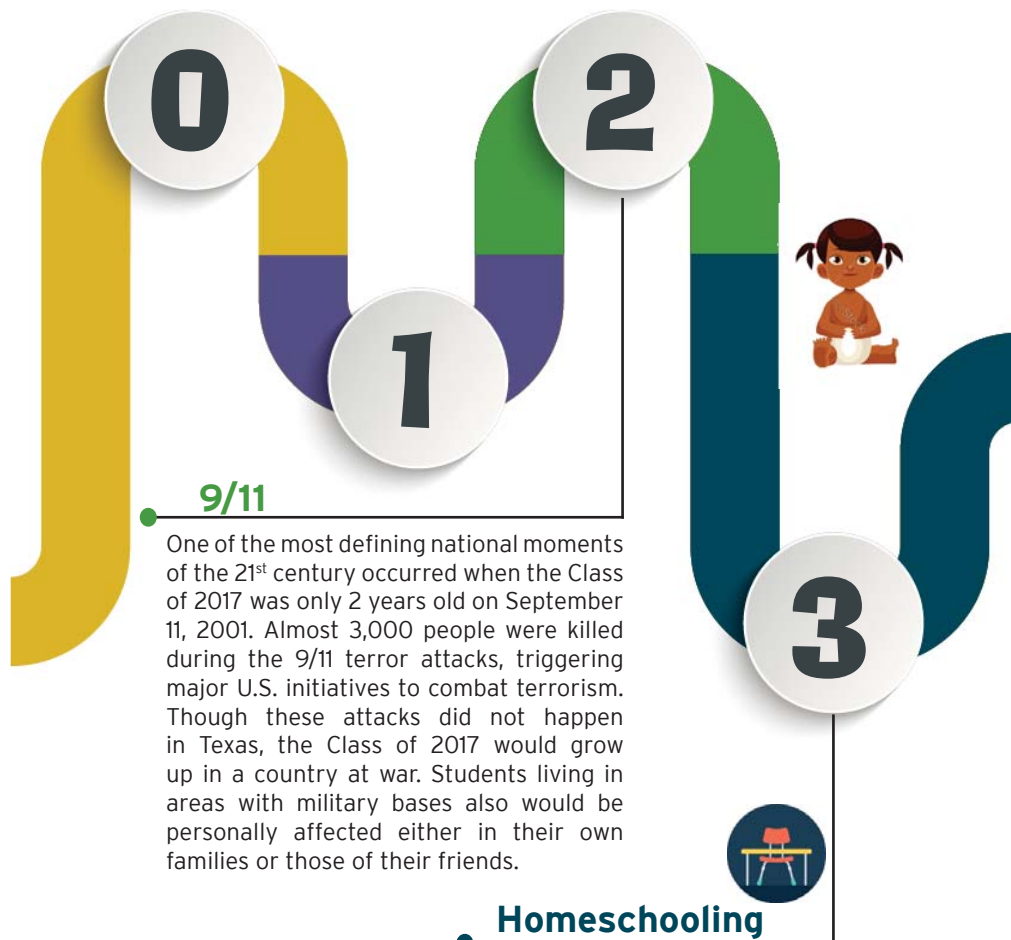 0
2
1
9/11
One of the most defining national moments
of the 21st century occurred when the Class
of 2017 was only 2 years old on September
11, 2001. Almost 3,000 people were killed
during the 9/11 terror attacks, triggering
major U.S. initiatives to combat terrorism.
Though these attacks did not happen
in Texas, the Class of 2017 would grow
up in a country at war. Students living in
areas with military bases also would be
personally affected either in their own
families or those of their friends.
3
Homeschooling